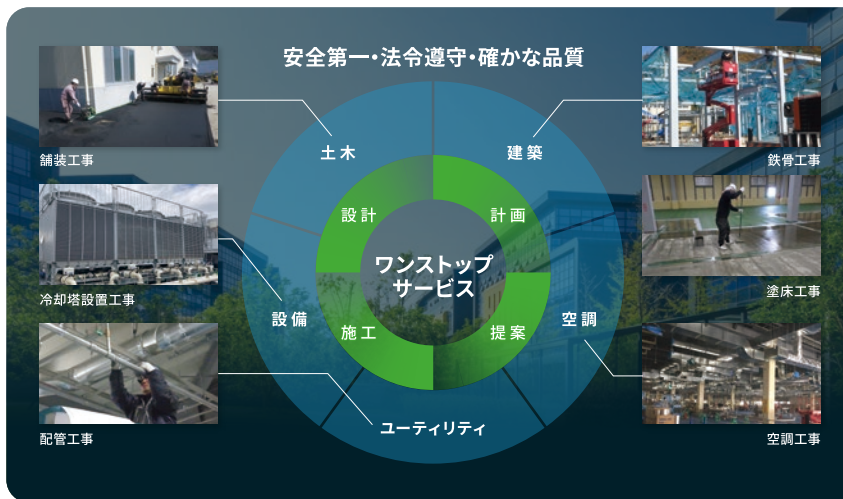 安全第一・法令遵守・確かな品質
舗装工事
冷却塔設置工事
配管工事
土木
建築
設計
計画
ワンストップ
サービス
設備
施工
提案
空調
ユーティリティ
鉄骨工事
塗床工事
空調工事